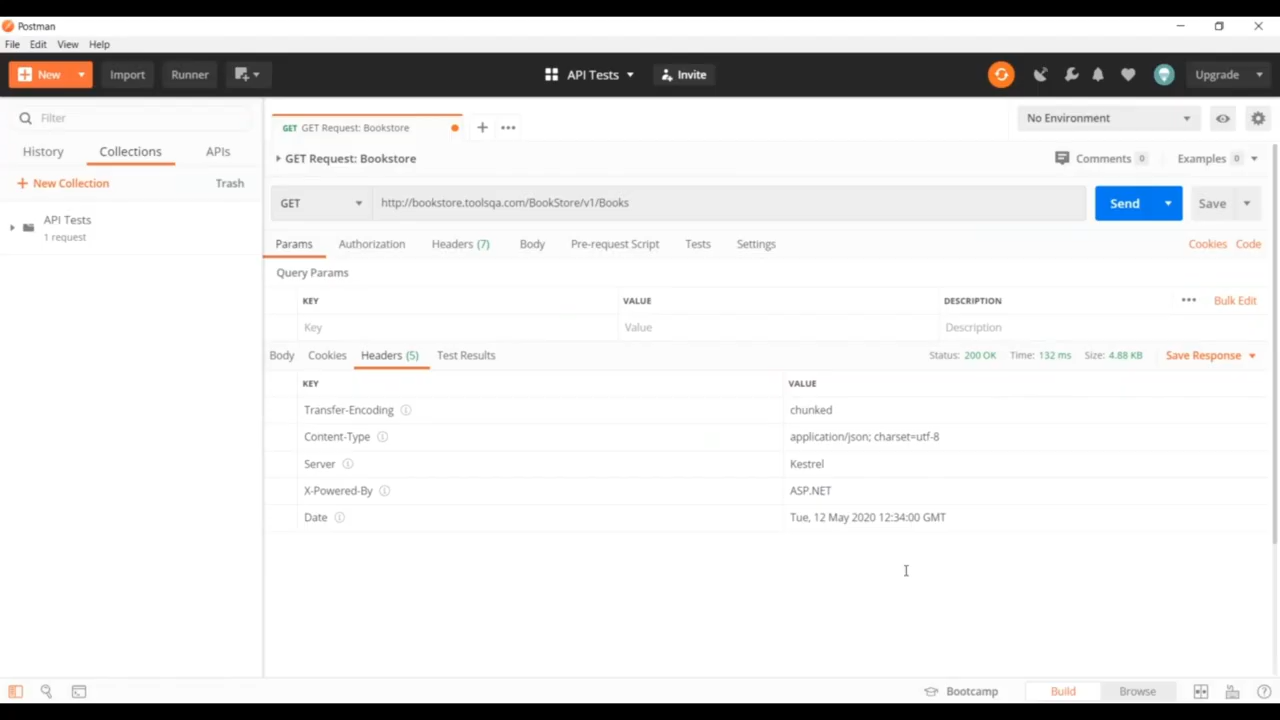 Postman
File Edit View Help
New Import Runner API Tests Invite Upgrade
Filter
History Collections APIs
New Collection Trash
API Tests
1 request
GET GET Request: Bookstore No Environment
GET Request: Bookstore Comments 0 Examples 0
GET http://bookstore.toolsqa.com/BookStore/v1/Books Send Save
Params Authorization Headers (7) Body Pre-request Script Tests Settings Cookies Code
Query Params
KEY VALUE DESCRIPTION Bulk Edit
Key Value Description
Body Cookies Headers (5) Test Results Status: 200 OK Time: 132 ms Size: 4.88 KB Save Response
KEY VALUE
Transfer-Encoding chunked
Content-Type application/json; charset=utf-8
Server Kestrel
X-Powered-By ASP.NET
Date Tue, 12 May 2020 12:34:00 GMT
Bootcamp Build Browse